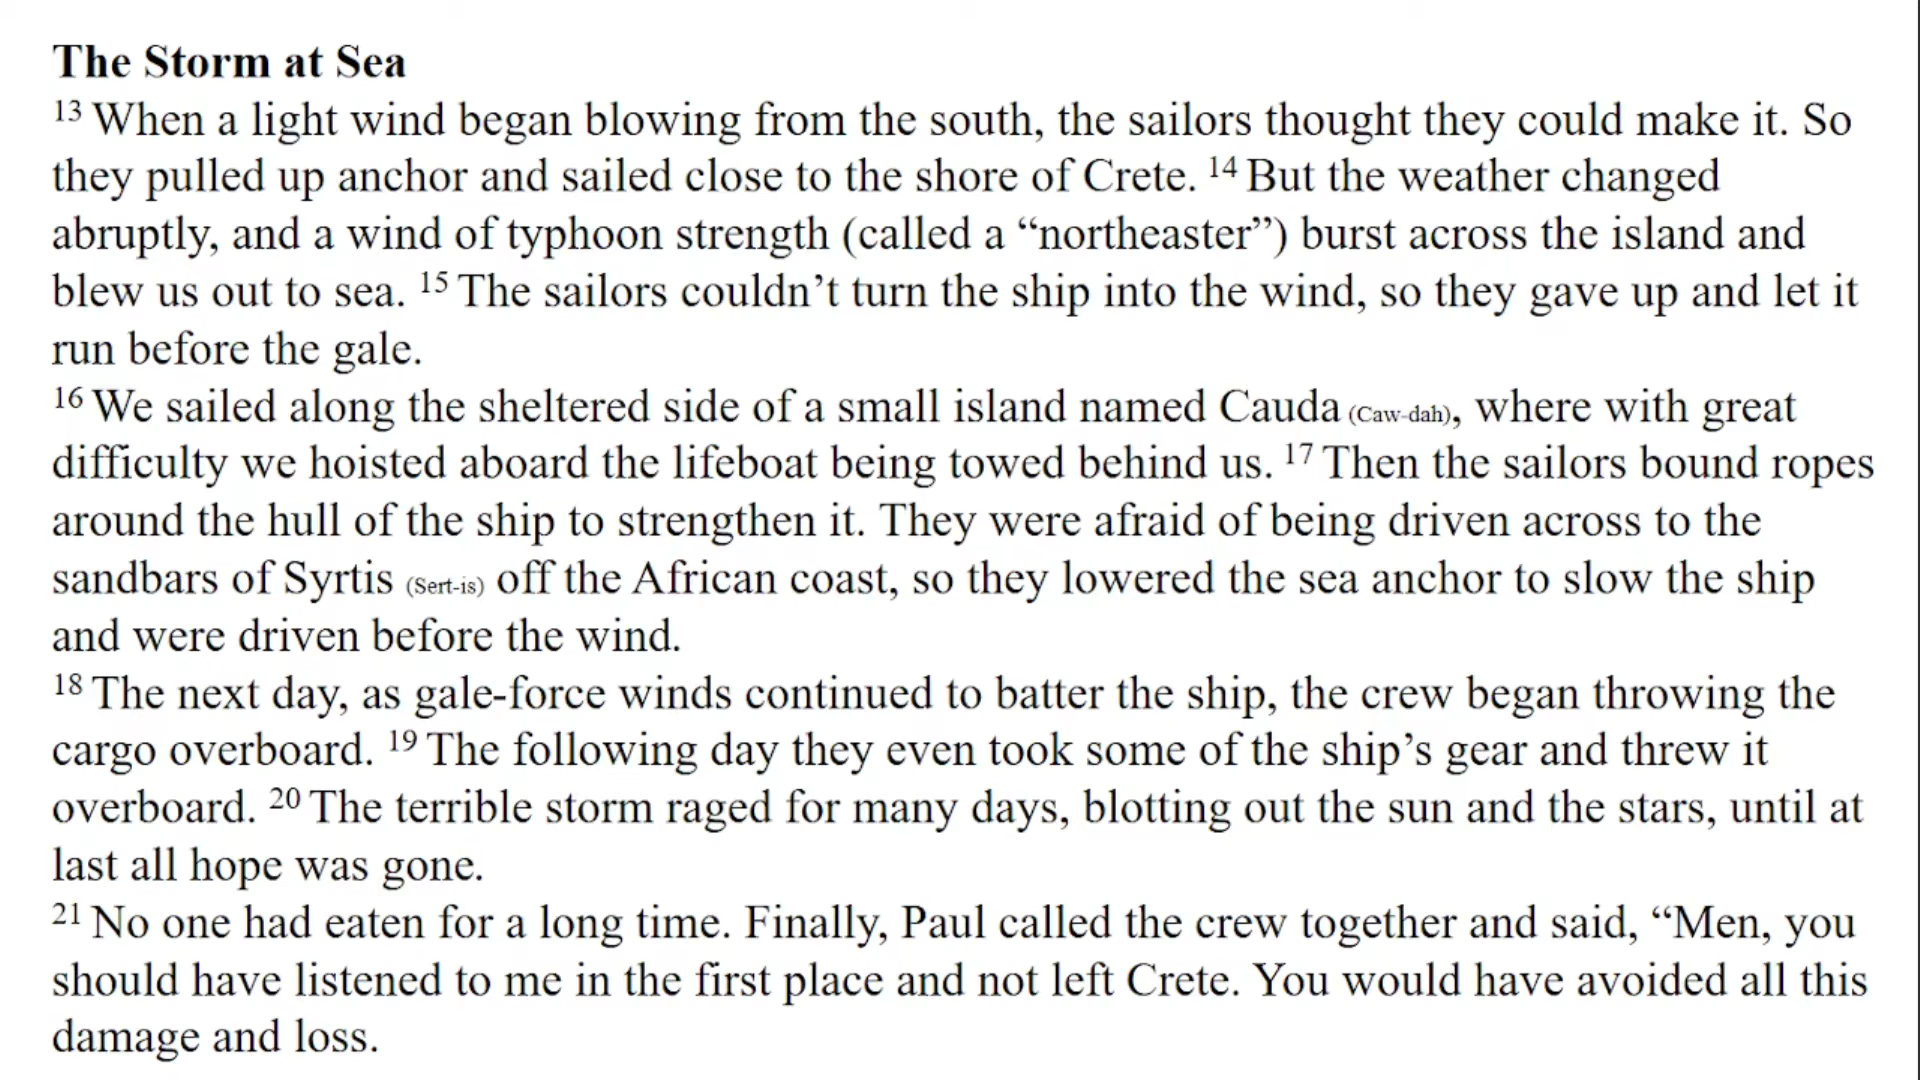 The Storm at Sea
13 When a light wind began blowing from the south, the sailors thought they could make it. So
they pulled up anchor and sailed close to the shore of Crete. 14 But the weather changed
abruptly, and a wind of typhoon strength (called a “northeaster”) burst across the island and
blew us out to sea. 15 The sailors couldn’t turn the ship into the wind, so they gave up and let it
run before the gale.
16 We sailed along the sheltered side of a small island named Cauda (Caw-dah), where with great
difficulty we hoisted aboard the lifeboat being towed behind us. 17 Then the sailors bound ropes
around the hull of the ship to strengthen it. They were afraid of being driven across to the
sandbars of Syrtis (Sert-is) off the African coast, so they lowered the sea anchor to slow the ship
and were driven before the wind.
18 The next day, as gale-force winds continued to batter the ship, the crew began throwing the
cargo overboard. 19 The following day they even took some of the ship’s gear and threw it
overboard. 20 The terrible storm raged for many days, blotting out the sun and the stars, until at
last all hope was gone.
21 No one had eaten for a long time. Finally, Paul called the crew together and said, “Men, you
should have listened to me in the first place and not left Crete. You would have avoided all this
damage and loss.